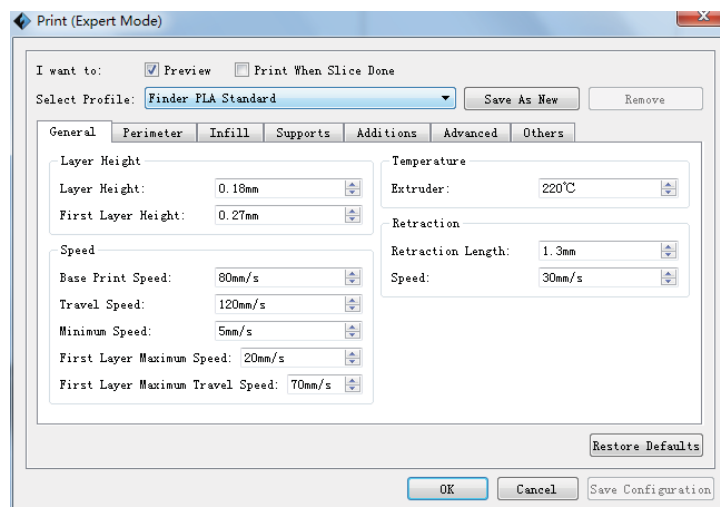 Print (Expert Mode)
I want to: Preview Print When Slice Done
Select Profile: Finder PLA Standard Save As New Remove
General Perimeter Infill Supports Additions Advanced Others
Layer Height
Layer Height: 0.18mm
First Layer Height: 0.27mm
Speed
Base Print Speed: 80mm/s
Travel Speed: 120mm/s
Minimum Speed: 5mm/s
First Layer Maximum Speed: 20mm/s
First Layer Maximum Travel Speed: 70mm/s
Temperature
Extruder: 220℃
Retraction
Retraction Length: 1.3mm
Speed: 30mm/s
Restore Defaults
OK Cancel Save Configuration